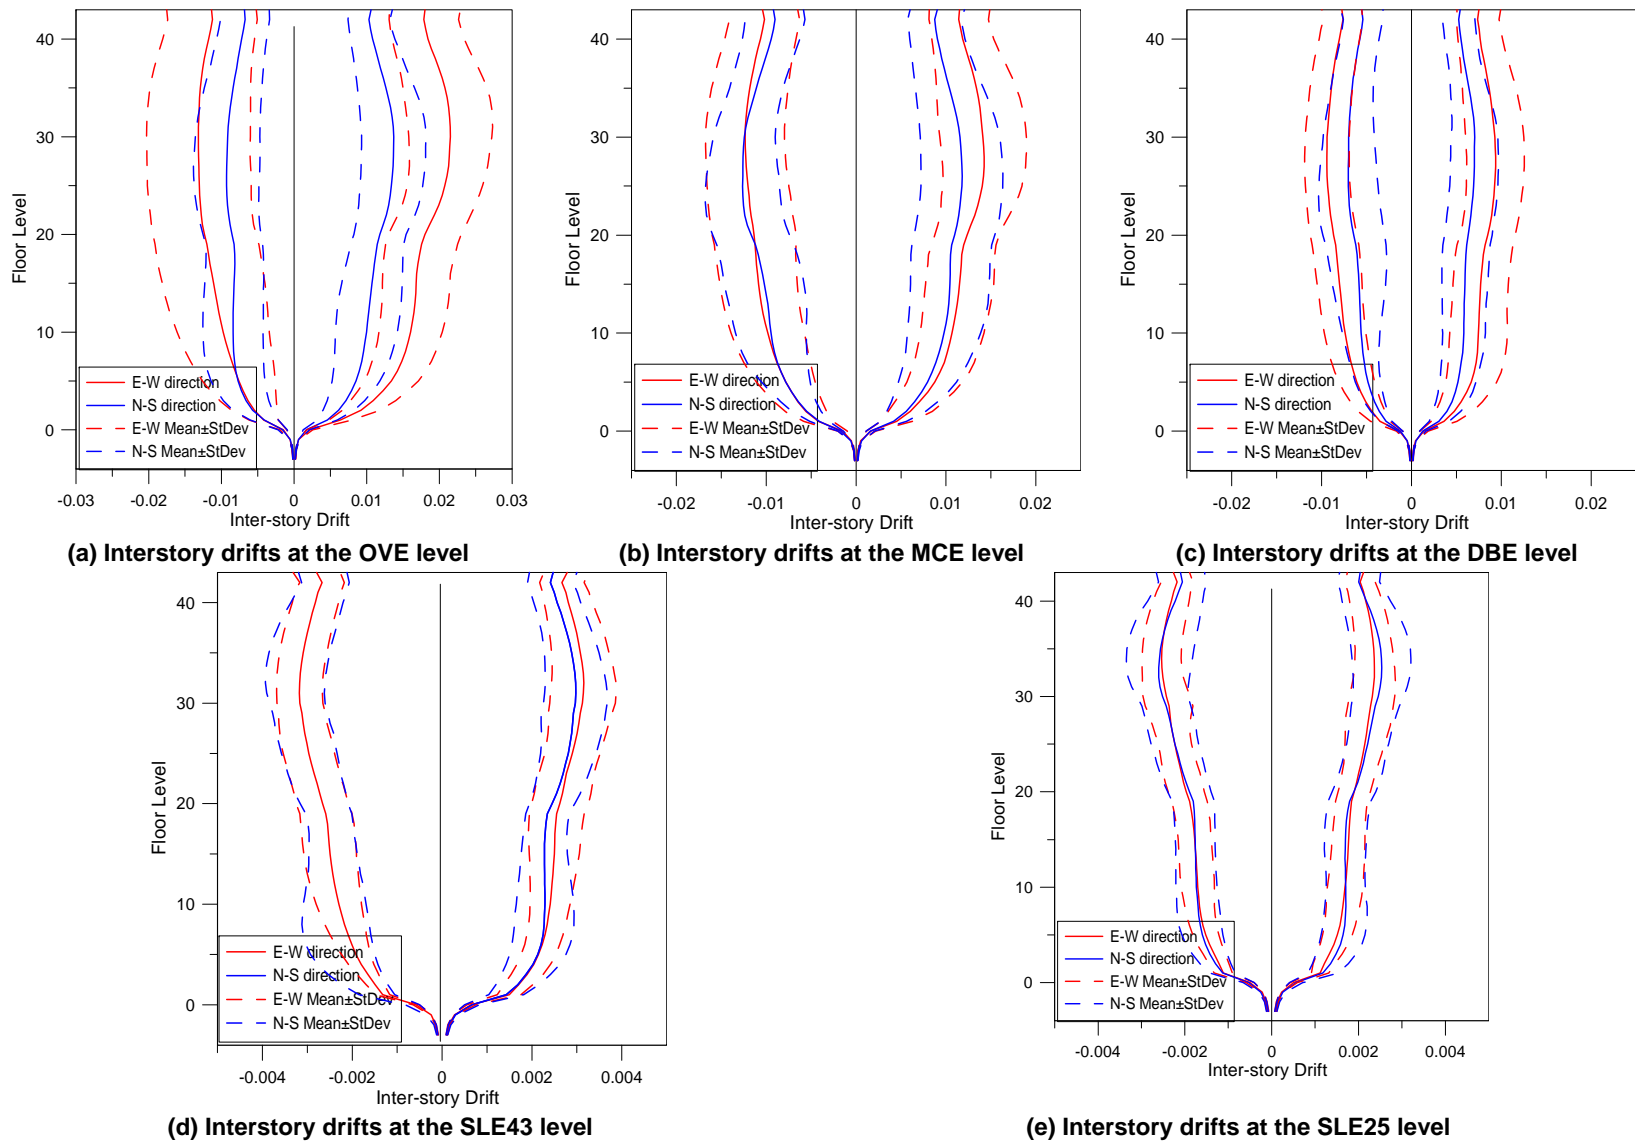 40
30
20
10
0
Floor Level
E-W direction
N-S direction
E-W Mean±StDev
N-S Mean±StDev
-0.03 -0.02 -0.01 0 0.01 0.02 0.03
Inter-story Drift
(a) Interstory drifts at the OVE level
40
30
20
10
0
Floor Level
E-W direction
N-S direction
E-W Mean±StDev
N-S Mean±StDev
-0.02 -0.01 0 0.01 0.02
Inter-story Drift
(b) Interstory drifts at the MCE level
40
30
20
10
0
Floor Level
E-W direction
N-S direction
E-W Mean±StDev
N-S Mean±StDev
-0.02 -0.01 0 0.01 0.02
Inter-story Drift
(c) Interstory drifts at the DBE level
40
30
20
10
0
Floor Level
E-W direction
N-S direction
E-W Mean±StDev
N-S Mean±StDev
-0.004 -0.002 0 0.002 0.004
Inter-story Drift
(d) Interstory drifts at the SLE43 level
40
30
20
10
0
Floor Level
E-W direction
N-S direction
E-W Mean±StDev
N-S Mean±StDev
-0.004 -0.002 0 0.002 0.004
Inter-story Drift
(e) Interstory drifts at the SLE25 level